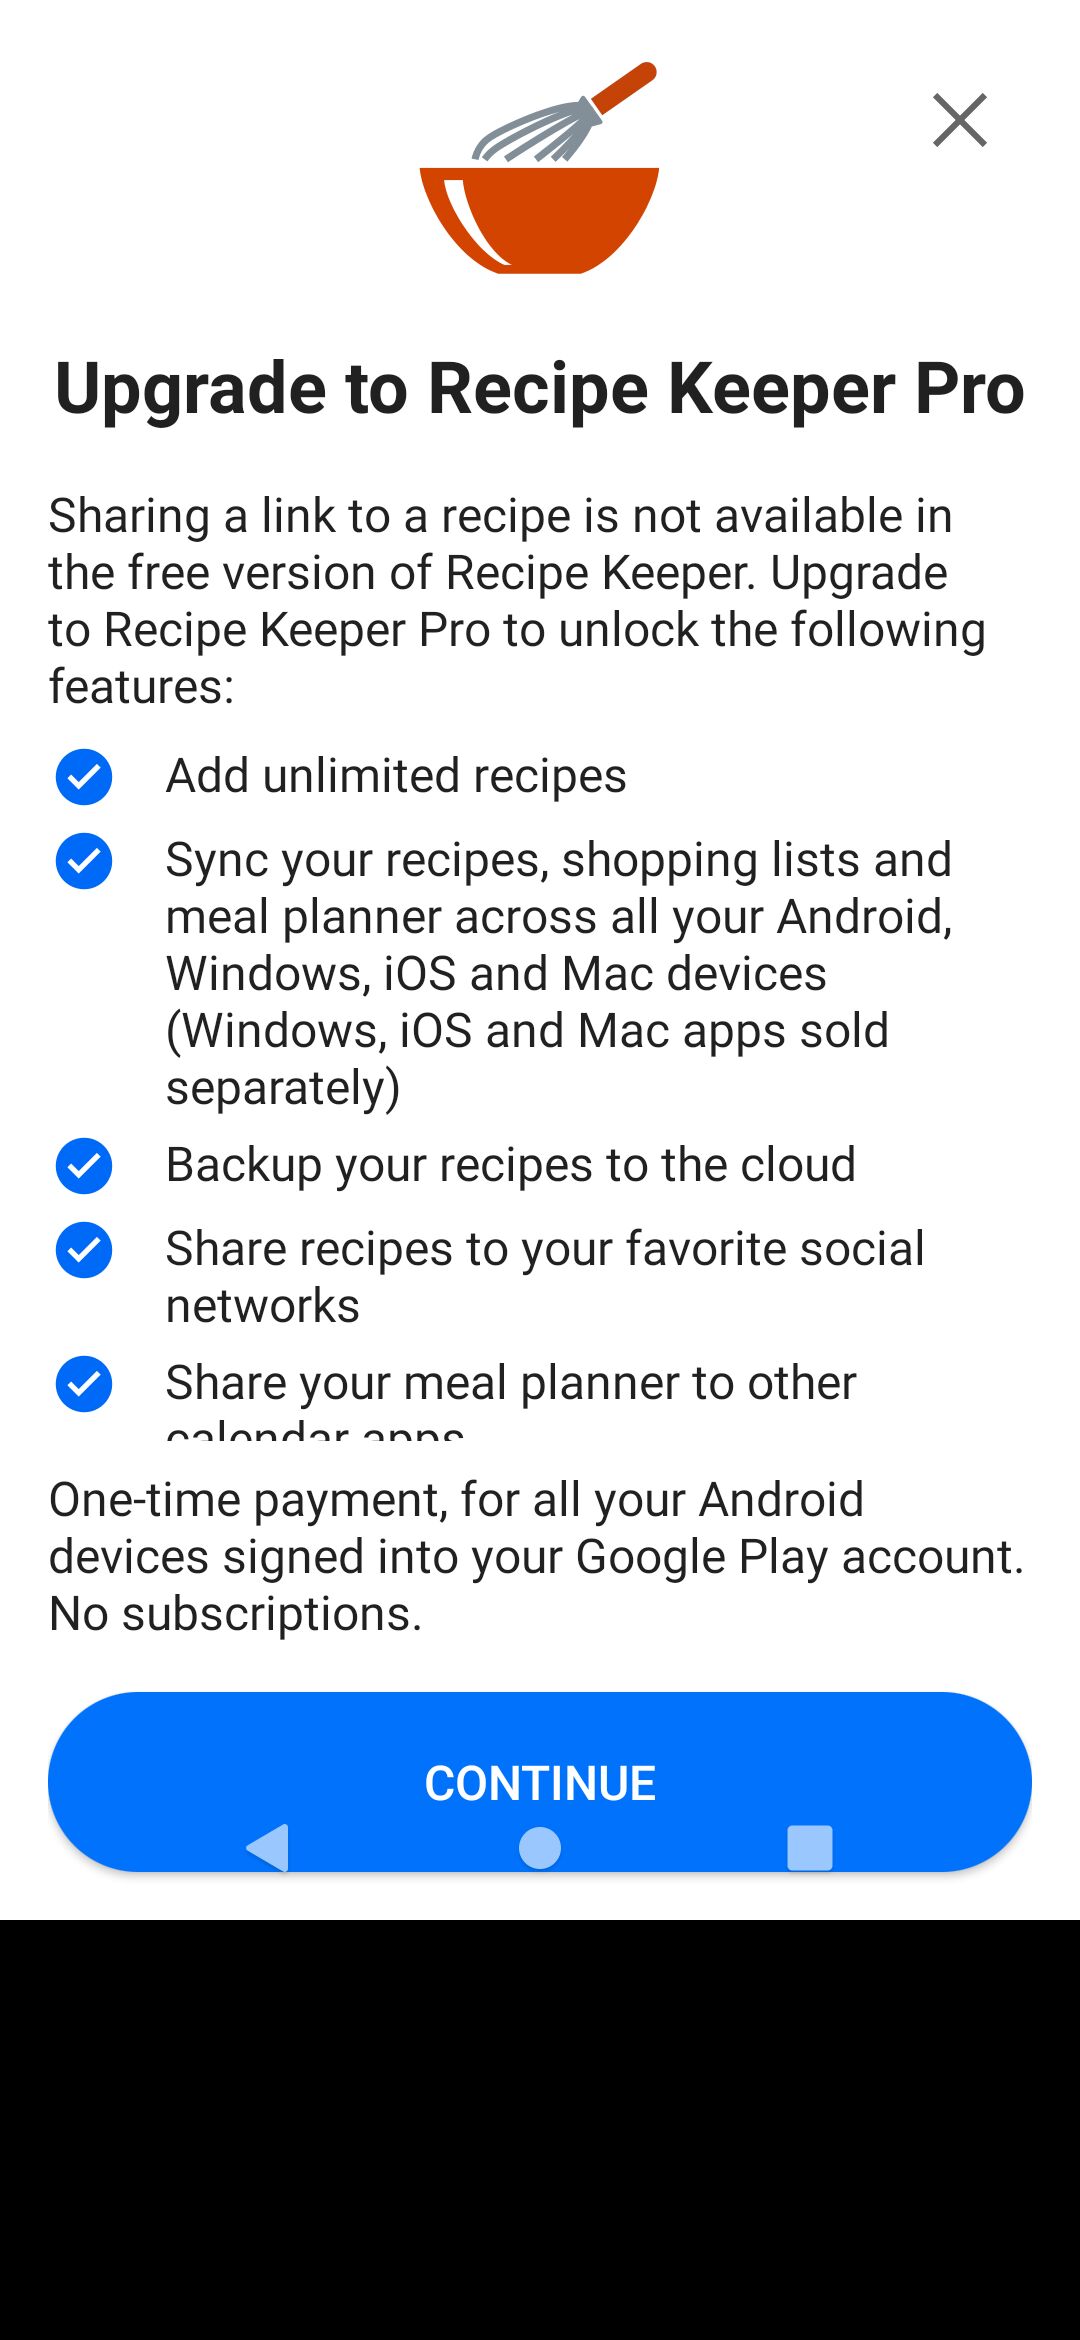 Upgrade to Recipe Keeper Pro
Sharing a link to a recipe is not available in
the free version of Recipe Keeper. Upgrade
to Recipe Keeper Pro to unlock the following
features:
Add unlimited recipes
Sync your recipes, shopping lists and
meal planner across all your Android,
Windows, iOS and Mac devices
(Windows, iOS and Mac apps sold
separately)
Backup your recipes to the cloud
Share recipes to your favorite social
networks
Share your meal planner to other
calendar apps
One-time payment, for all your Android
devices signed into your Google Play account.
No subscriptions.
CONTINUE